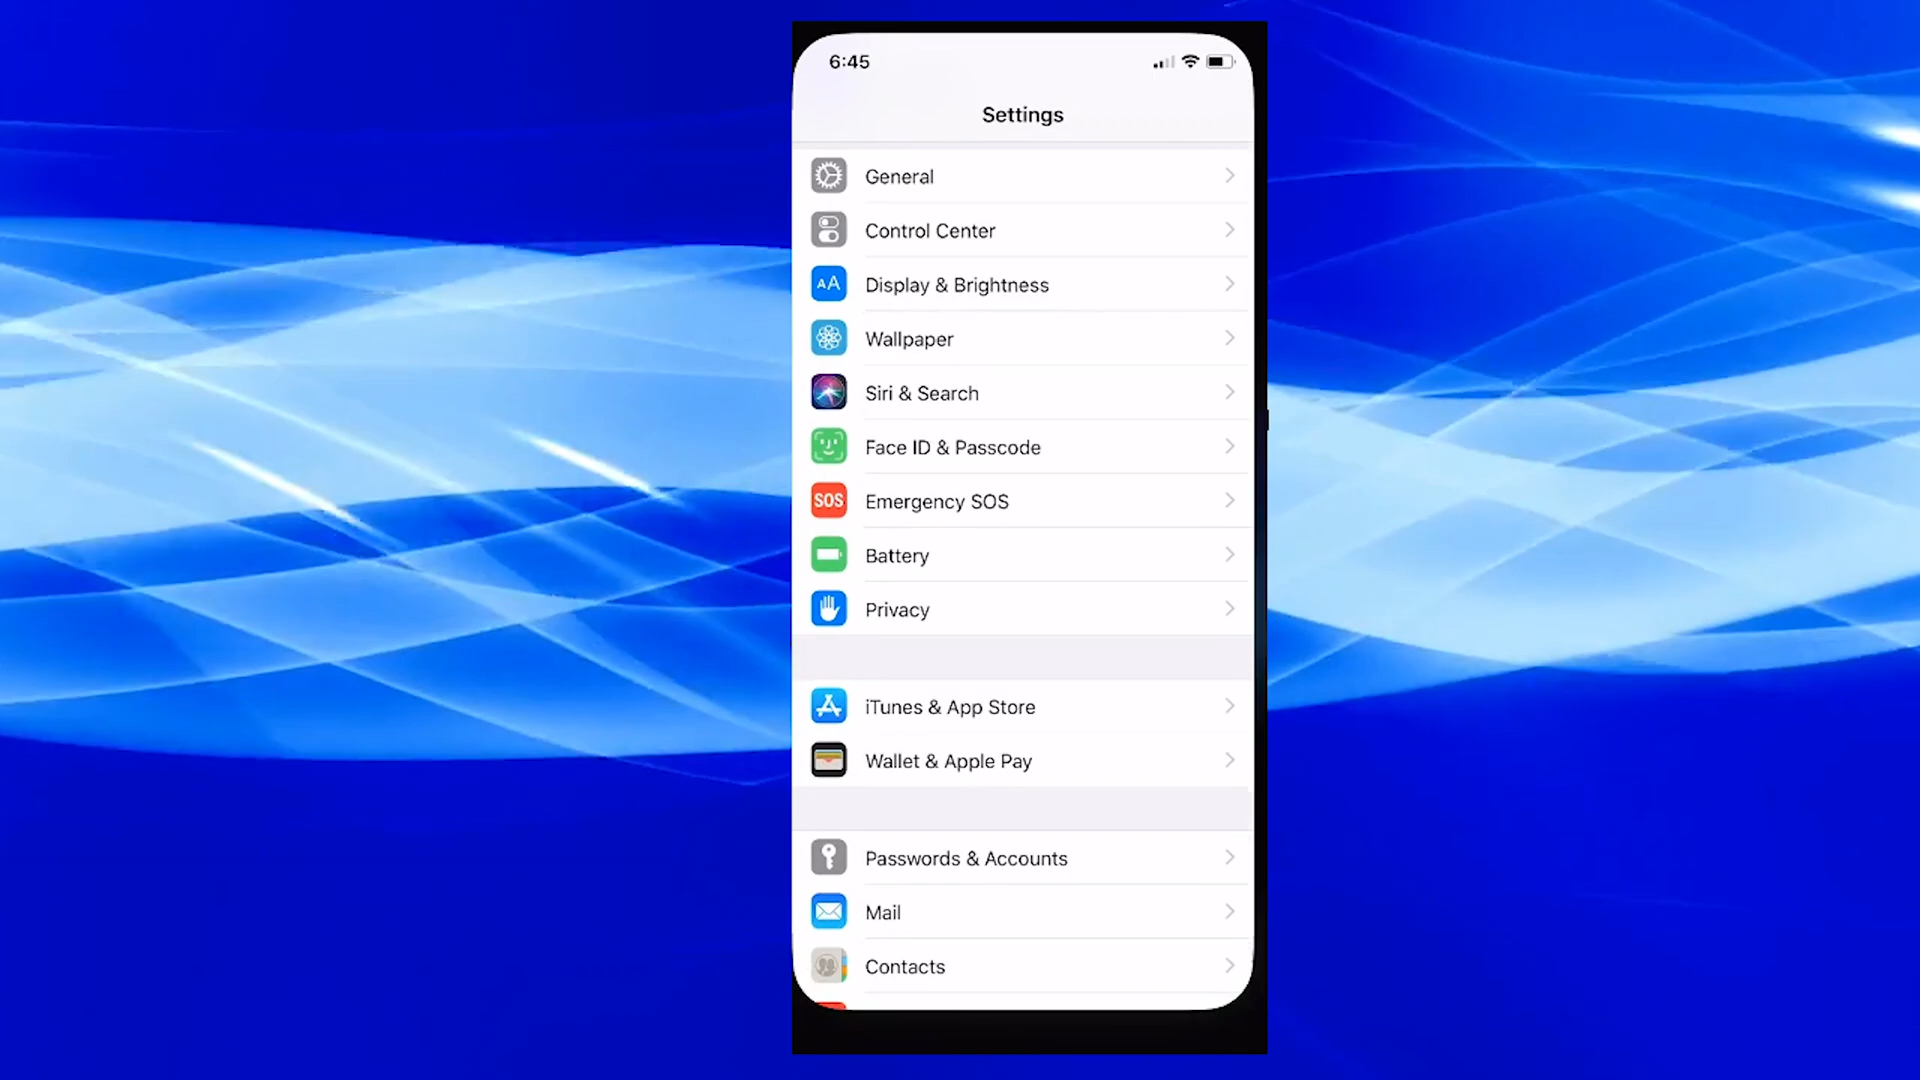 6:45
Settings
General
Control Center
AA
Display & Brightness
Wallpaper
Siri & Search
Face ID & Passcode
SOS
Emergency SOS
Battery
Privacy
iTunes & App Store
Wallet & Apple Pay
Passwords & Accounts
Mail
Contacts